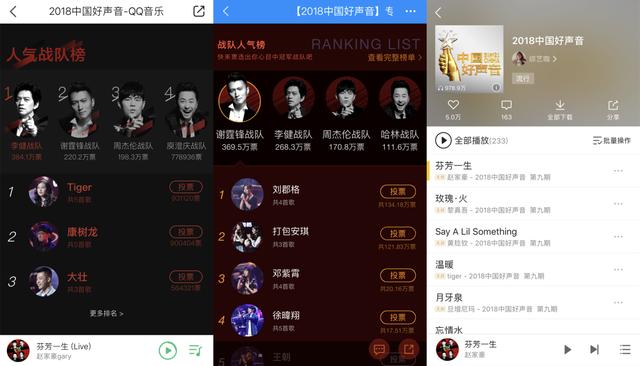 2018中国好声音-QQ音乐
人气战队榜
1
2
3
4
李健战队
谢霆锋战队
周杰伦战队
庾澄庆战队
384.1万票
220.2万票
198.3万票
778936票
1
Tiger
共5首歌
投票
931120票
2
康树龙
共5首歌
投票
900404票
3
大壮
共3首歌
投票
564321票
更多排名 >
芬芳一生 (Live)
赵家豪gary
【2018中国好声音】专
战队人气榜
RANKING LIST
快来票选出你心目中冠军战队吧
查看完整榜单 >
谢霆锋战队
李健战队
周杰伦战队
哈林战队
369.5万票
268.3万票
170.8万票
111.6万票
1
刘郡格
共4首歌
投票
共134.18万票
2
打包安琪
共4首歌
投票
共121.83万票
3
邓紫霄
共4首歌
投票
共20.16万票
4
徐暐翔
共4首歌
投票
共17.51万票
5
王朝
2018中国好声音
中国
好声音
978.9万
流行
5.0万
163
全部下载
分享
全部播放(233)
批量操作
芬芳一生
赵家豪 - 2018中国好声音 第九期
玫瑰·火
黎真吾 - 2018中国好声音 第九期
Say A Lil Something
黄玠钦 - 2018中国好声音 第九期
温暖
tiger - 2018中国好声音 第九期
月牙泉
旦增尼玛 - 2018中国好声音 第九期
忘情水
芬芳一生
赵家豪